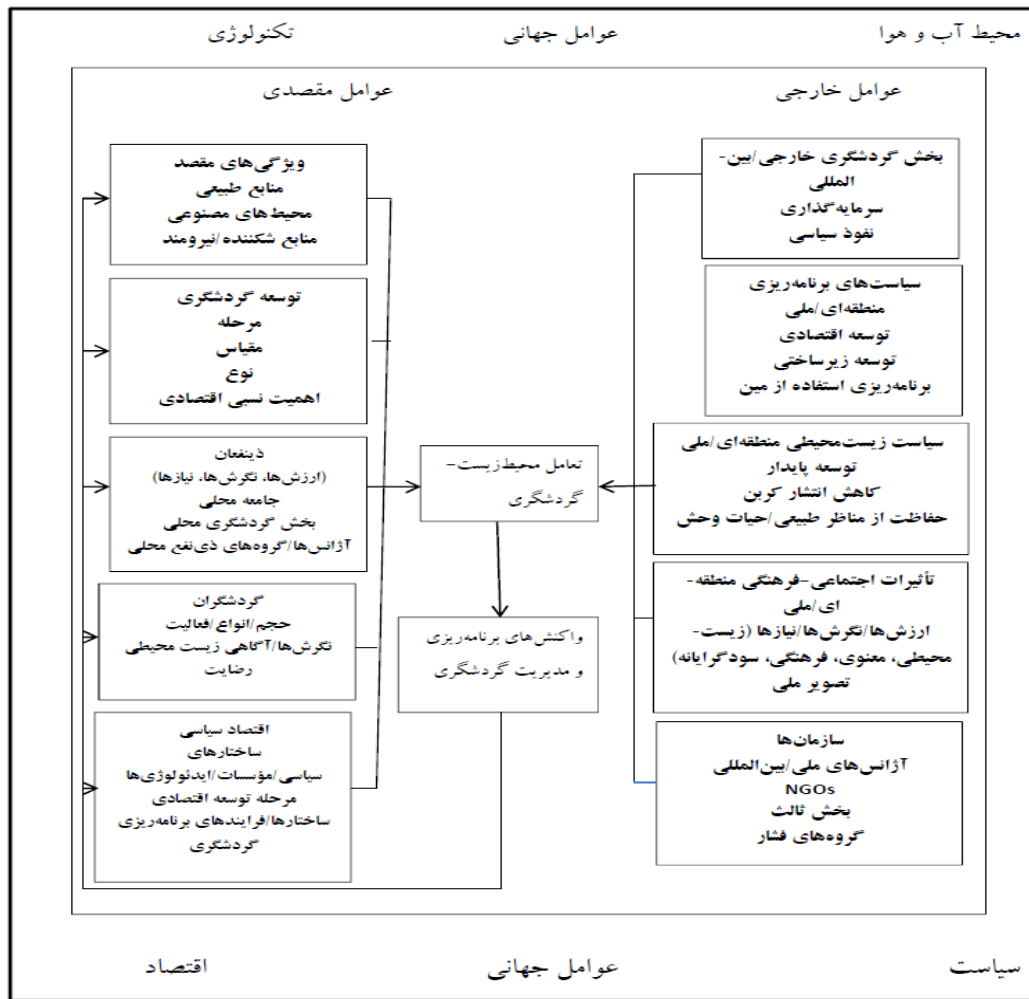 محیط آب و هوا
عوامل جهانی
تکنولوژی
عوامل خارجی
عوامل مقصدی
بخش گردشگری خارجی/بین-
المللی
سرمایه‌گذاری
نفوذ سیاسی
سیاست‌های برنامه‌ریزی
منطقه‌ای/ملی
توسعه اقتصادی
توسعه زیرساختی
برنامه‌ریزی استفاده از مین
سیاست زیست‌محیطی منطقه‌ای/ملی
توسعه پایدار
کاهش انتشار کربن
حفاظت از مناظر طبیعی/حیات وحش
تأثیرات اجتماعی-فرهنگی منطقه-
ای/ملی
ارزش‌ها/نگرش‌ها/نیازها (زیست-
محیطی، معنوی، فرهنگی، سودگرایانه)
تصویر ملی
سازمان‌ها
آژانس‌های ملی/بین‌المللی
NGOs
بخش ثالث
گروه‌های فشار
تعامل محیط‌زیست-
گردشگری
واکنش‌های برنامه‌ریزی
و مدیریت گردشگری
ویژگی‌های مقصد
منابع طبیعی
محیط‌های مصنوعی
منابع شکننده/نیرومند
توسعه گردشگری
مرحله
مقیاس
نوع
اهمیت نسبی اقتصادی
ذینفعان
(ارزش‌ها، نگرش‌ها، نیازها)
جامعه محلی
بخش گردشگری محلی
آژانس‌ها/گروه‌های ذی‌نفع محلی
گردشگران
حجم/انواع/فعالیت
نگرش‌ها/آگاهی زیست محیطی
رضایت
اقتصاد سیاسی
ساختارهای
سیاسی/مؤسسات/ایدئولوژی‌ها
مرحله توسعه اقتصادی
ساختارها/فرایندهای برنامه‌ریزی
گردشگری
سیاست
عوامل جهانی
اقتصاد